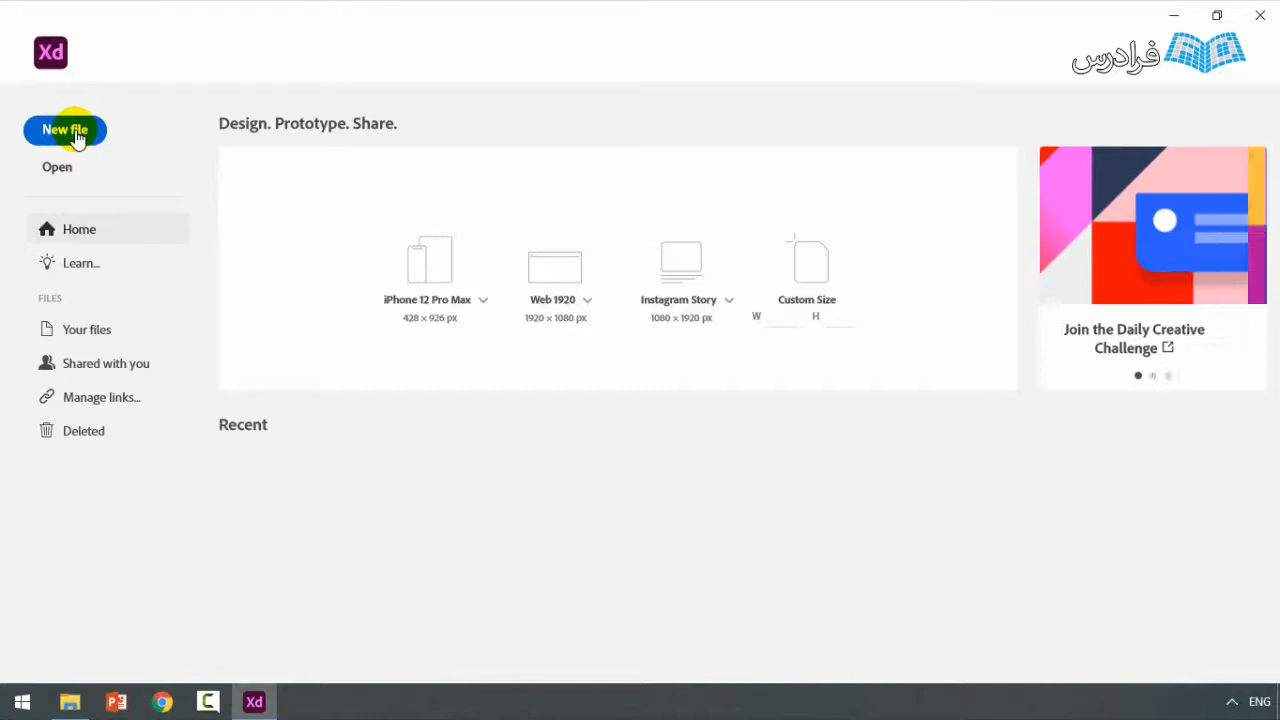 Xd
فرادرس
New file
Open
Home
Learn...
FILES
Your files
Shared with you
Manage links...
Deleted
Design. Prototype. Share.
iPhone 12 Pro Max
428 × 926 px
Web 1920
1920 × 1080 px
Instagram Story
1080 × 1920 px
Custom Size
W H
Join the Daily Creative
Challenge
Recent
Xd
ENG